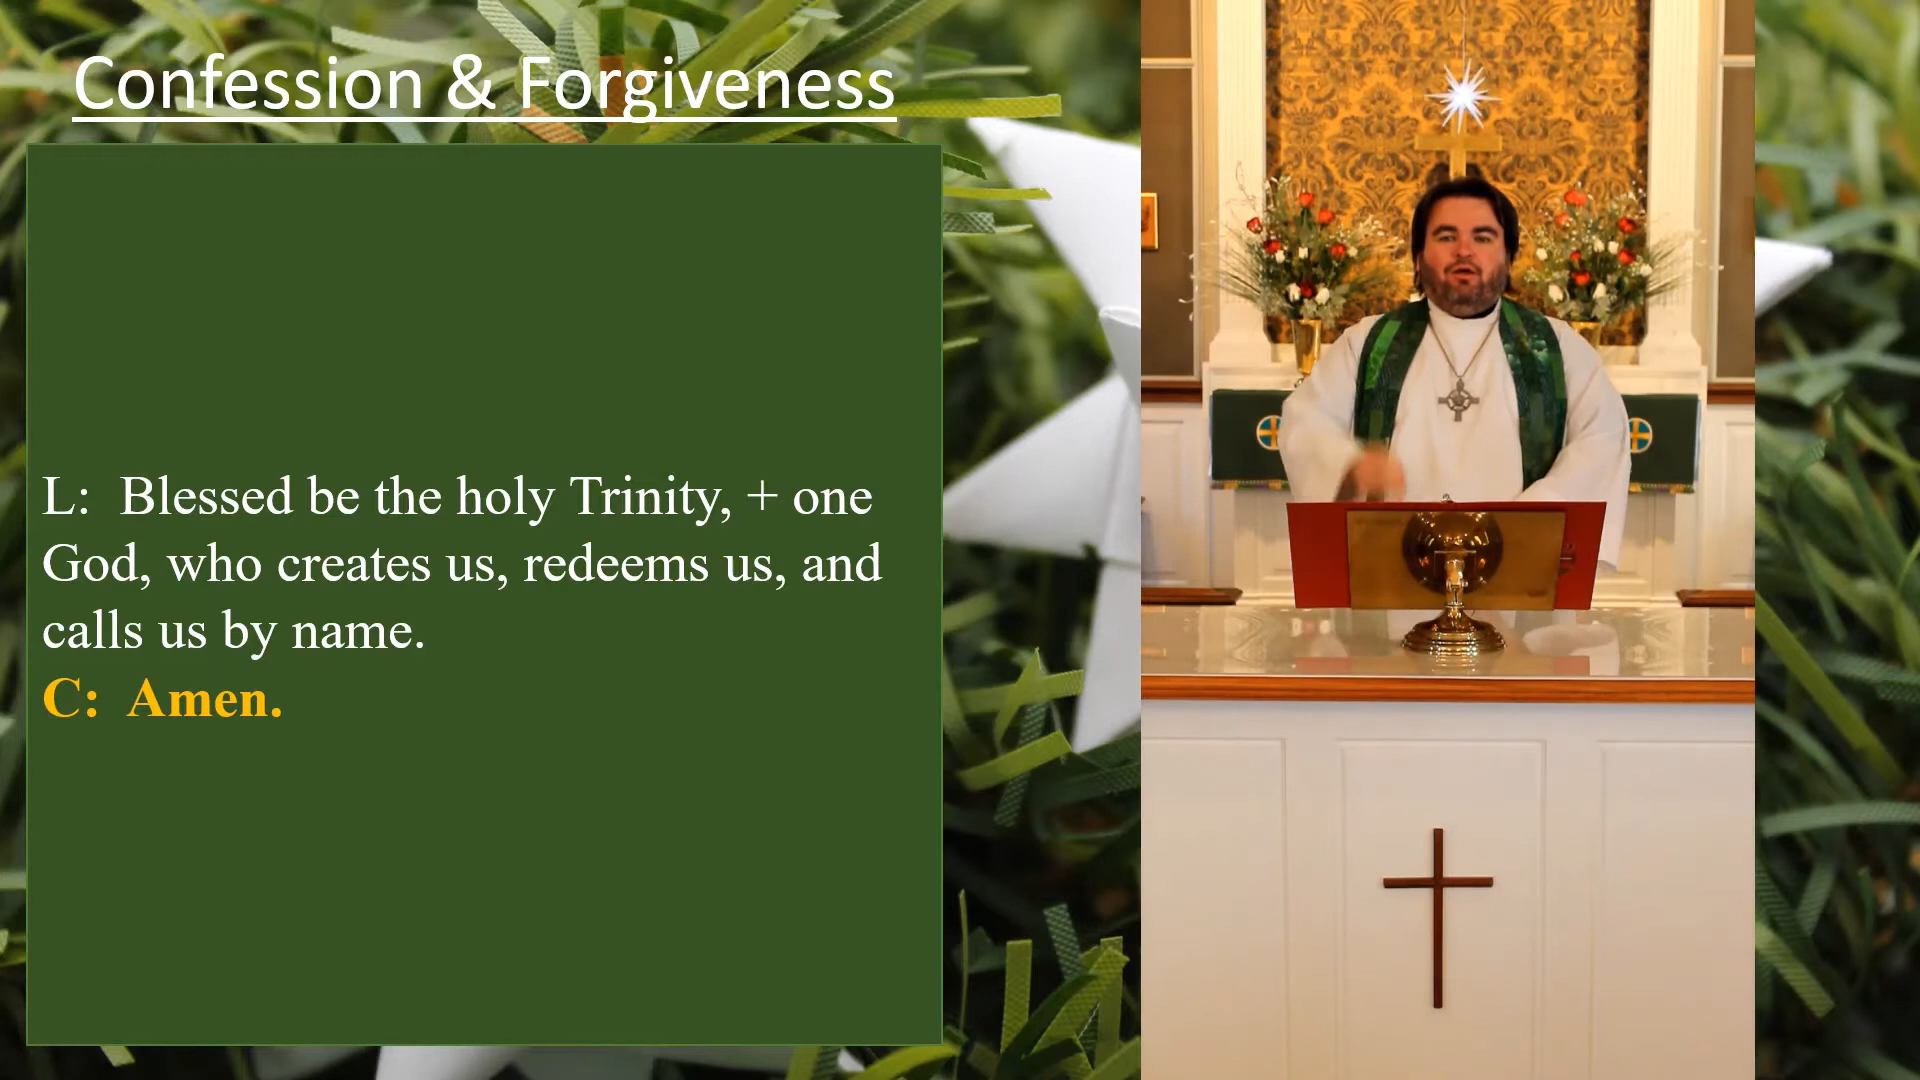 Confession & Forgiveness
L:  Blessed be the holy Trinity, + one
God, who creates us, redeems us, and
calls us by name.
C:  Amen.